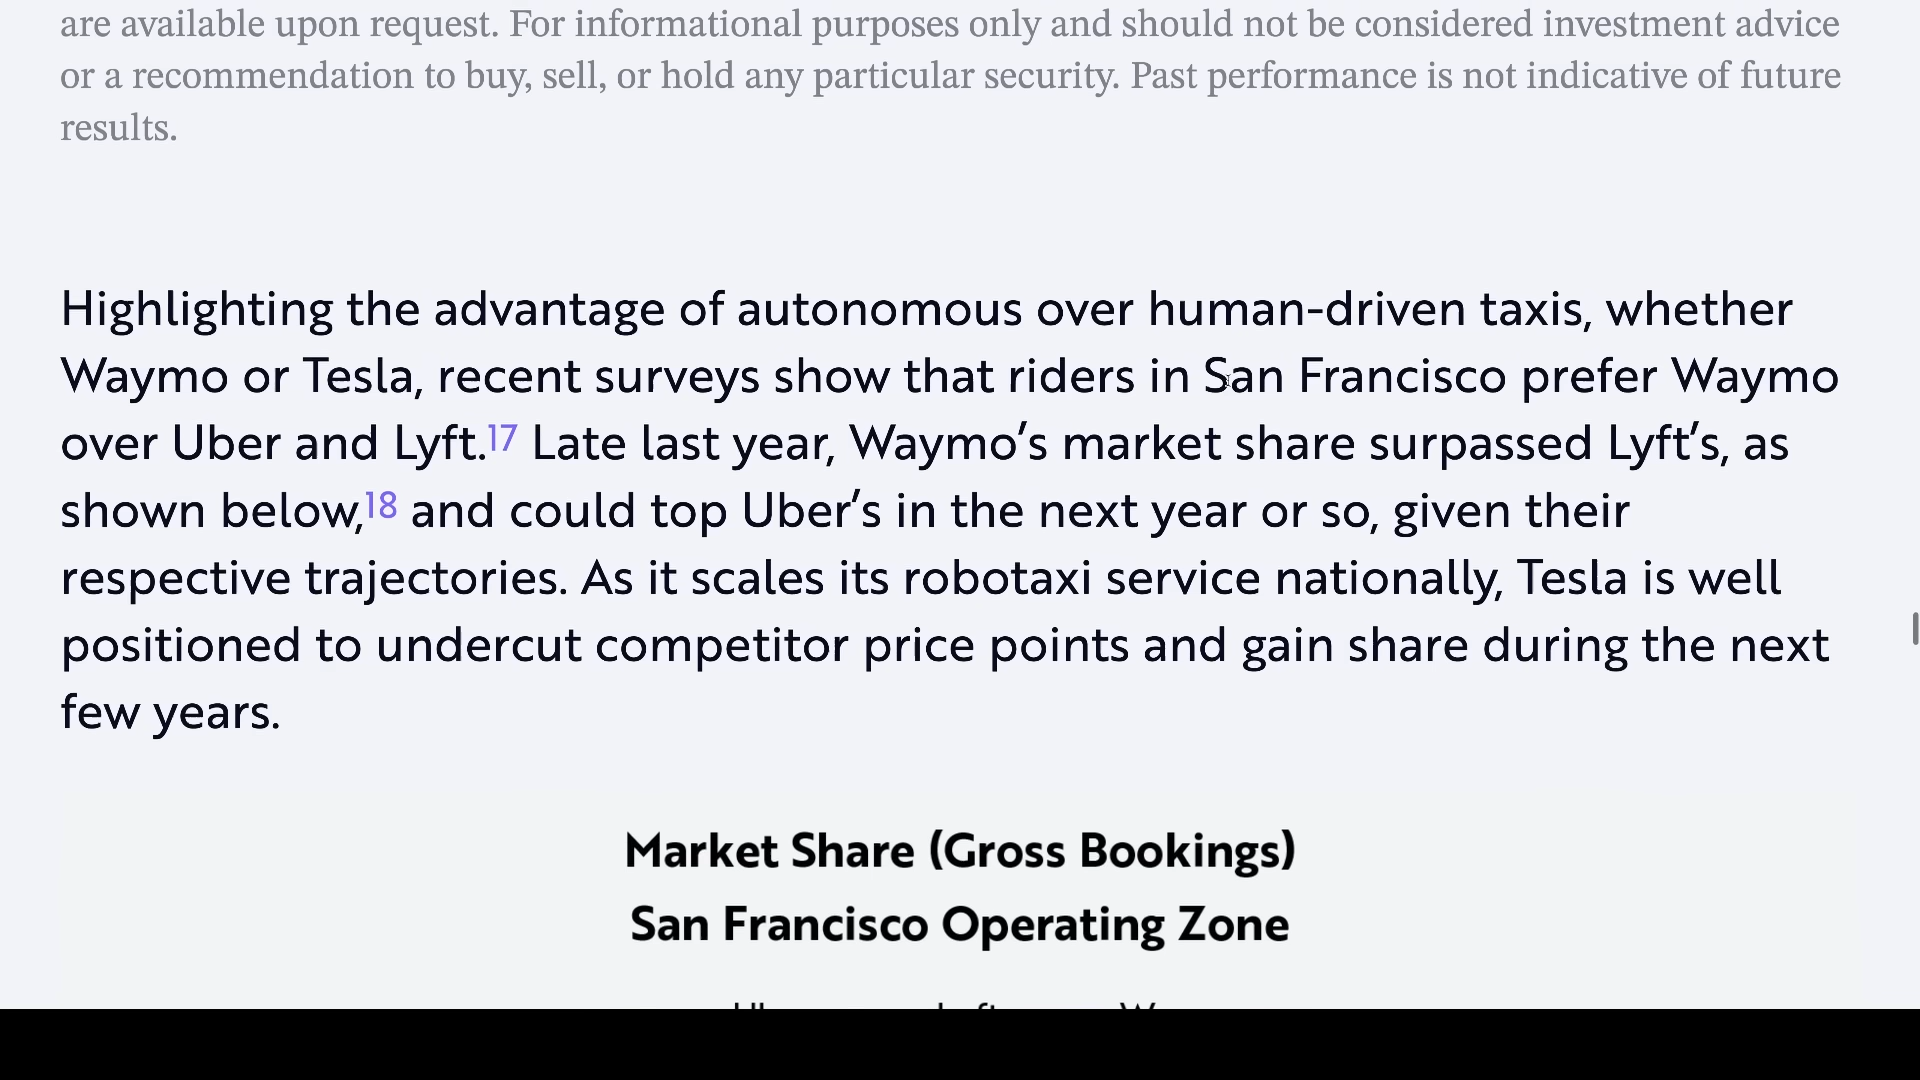 are available upon request. For informational purposes only and should not be considered investment advice
or a recommendation to buy, sell, or hold any particular security. Past performance is not indicative of future
results.
Highlighting the advantage of autonomous over human-driven taxis, whether
Waymo or Tesla, recent surveys show that riders in San Francisco prefer Waymo
over Uber and Lyft.17 Late last year, Waymo’s market share surpassed Lyft’s, as
shown below,18 and could top Uber’s in the next year or so, given their
respective trajectories. As it scales its robotaxi service nationally, Tesla is well
positioned to undercut competitor price points and gain share during the next
few years.
Market Share (Gross Bookings)
San Francisco Operating Zone